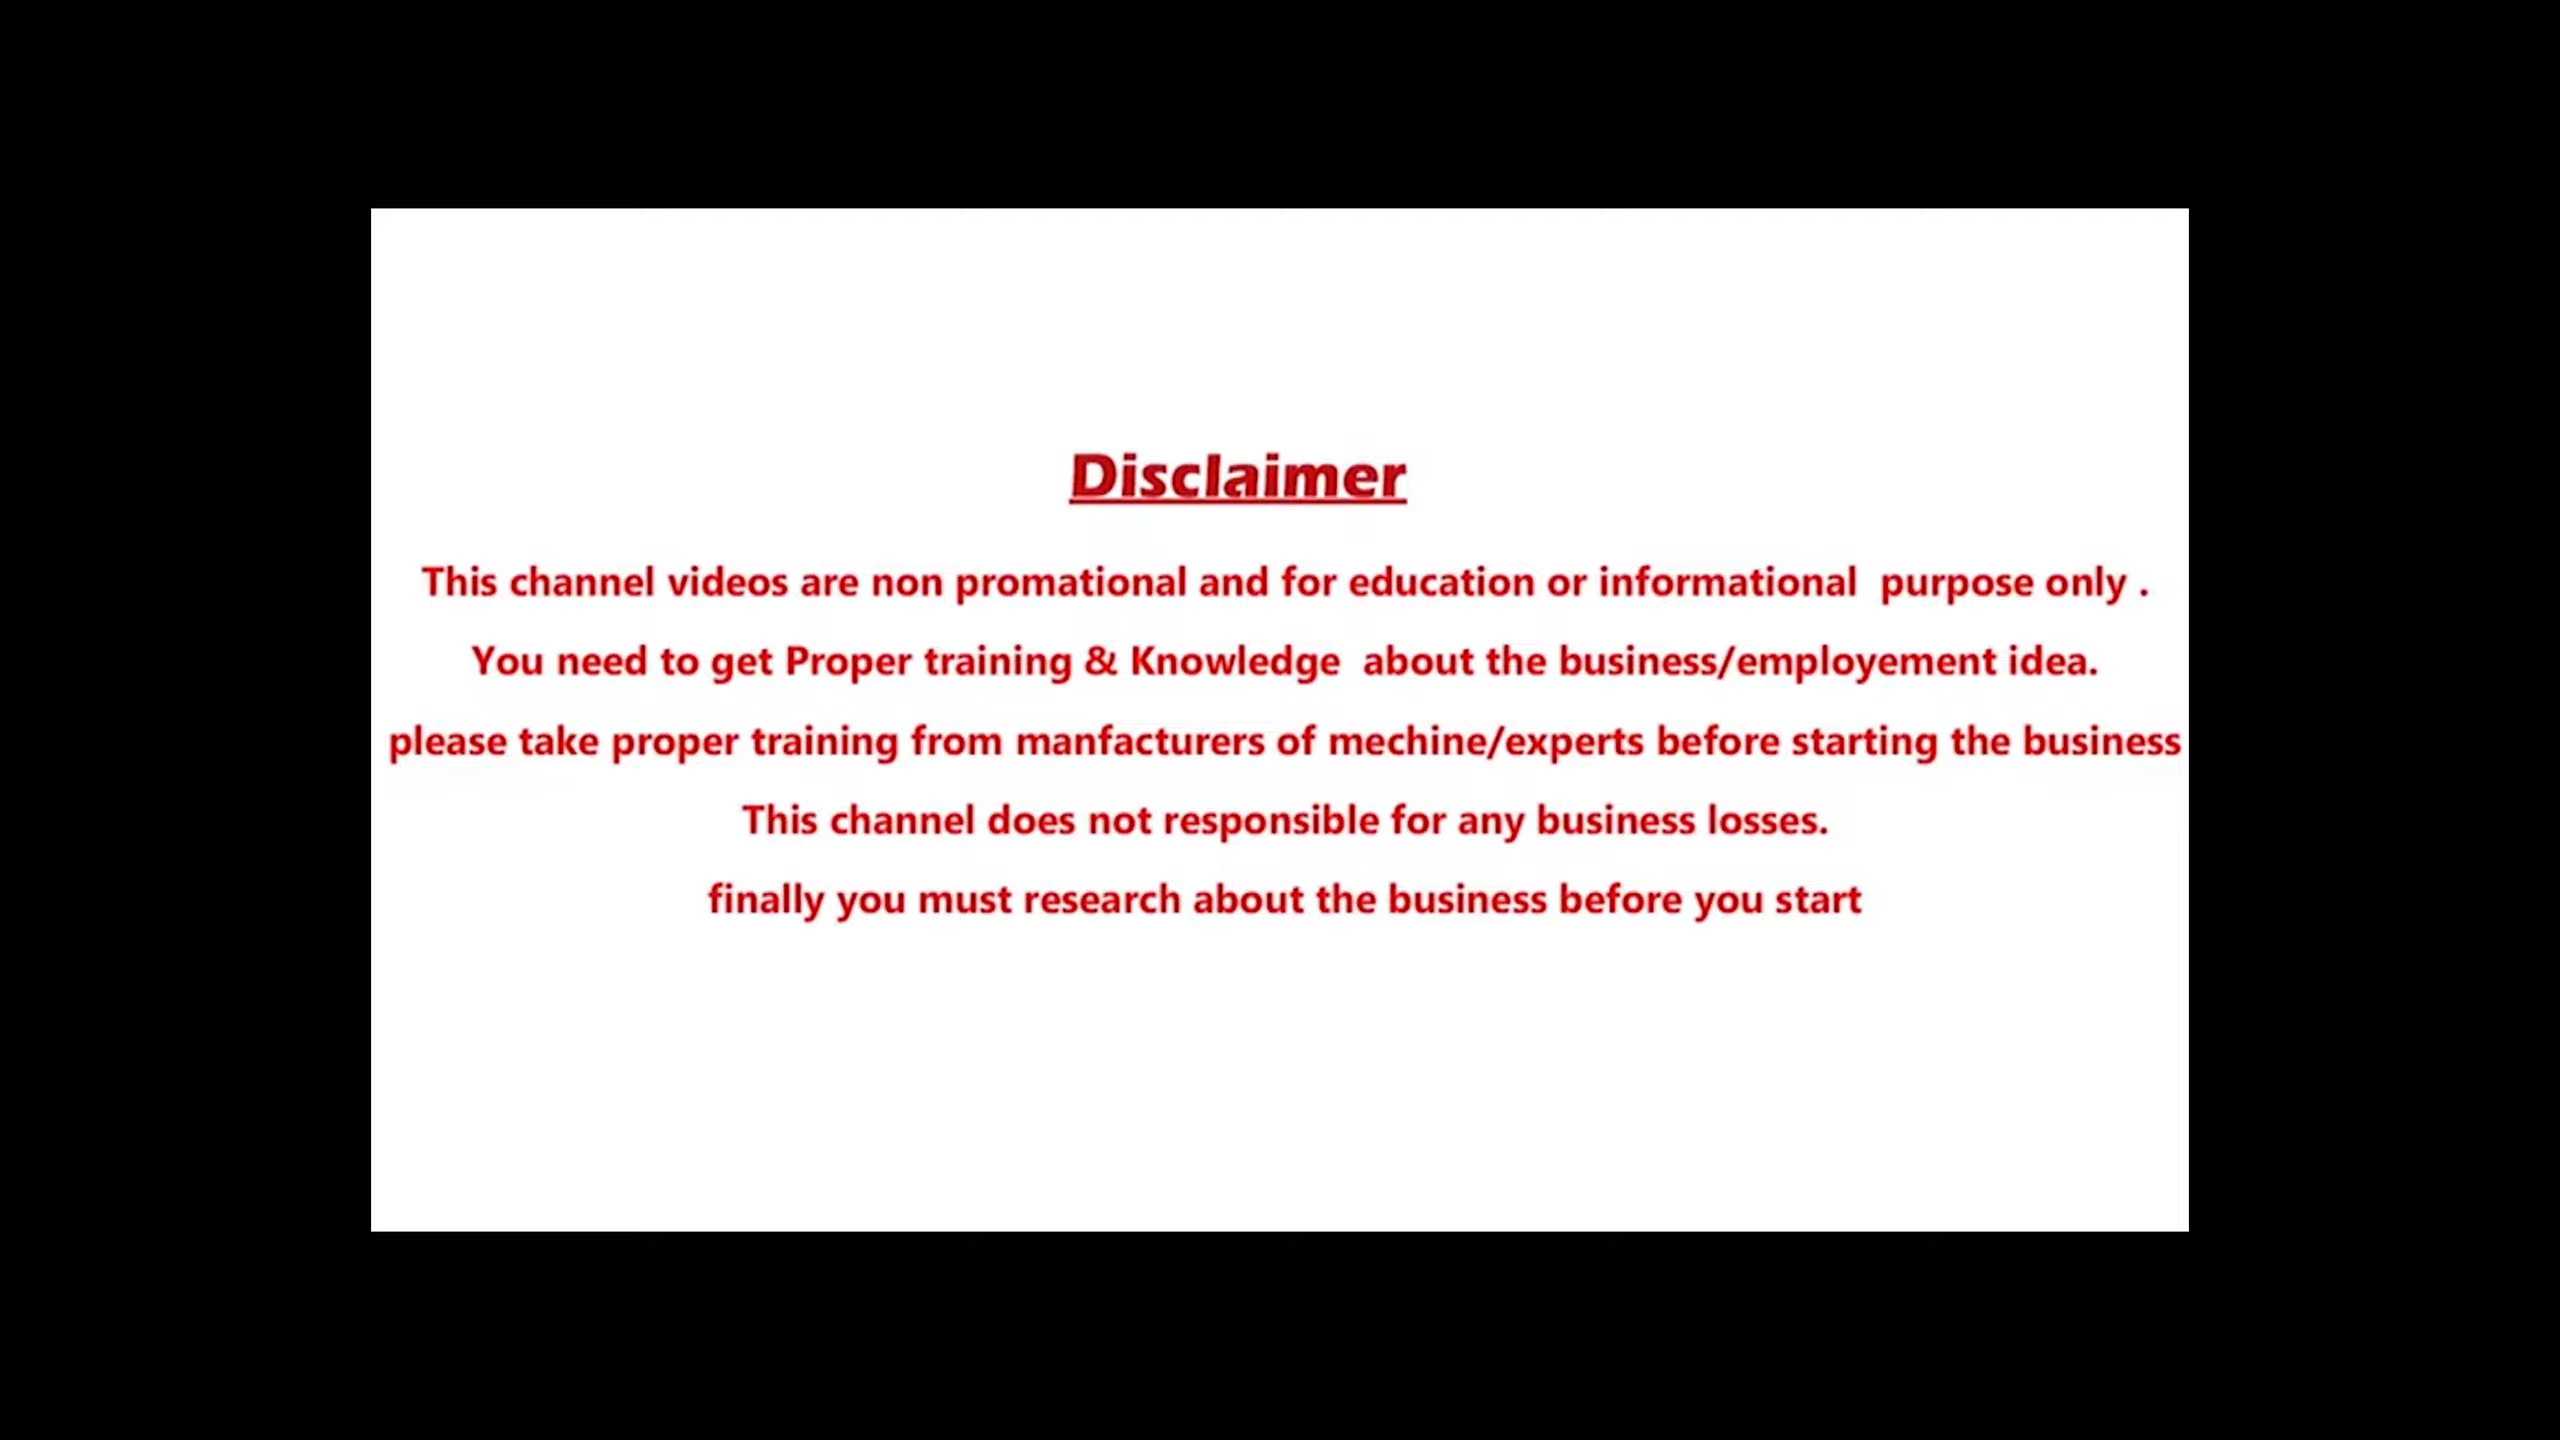 Disclaimer
This channel videos are non promational and for education or informational purpose only .
You need to get Proper training & Knowledge about the business/employement idea.
please take proper training from manfacturers of mechine/experts before starting the business
This channel does not responsible for any business losses.
finally you must research about the business before you start